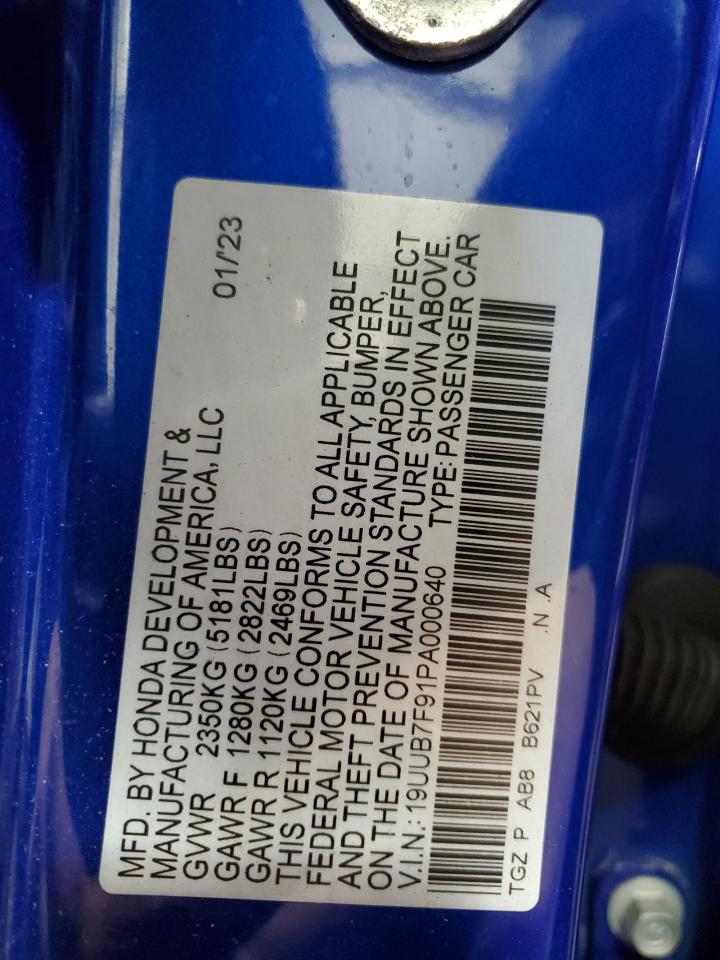 MFD. BY HONDA DEVELOPMENT &
MANUFACTURING OF AMERICA, LLC 01/'23
GVWR 2350KG (5181LBS)
GAWR F 1280KG (2822LBS)
GAWR R 1120KG (2469LBS)
THIS VEHICLE CONFORMS TO ALL APPLICABLE
FEDERAL MOTOR VEHICLE SAFETY, BUMPER,
AND THEFT PREVENTION STANDARDS IN EFFECT
ON THE DATE OF MANUFACTURE SHOWN ABOVE.
V.I.N.: 19UUB7F91PA000640 TYPE:PASSENGER CAR
TGZ P AB8 B621PV .N .A